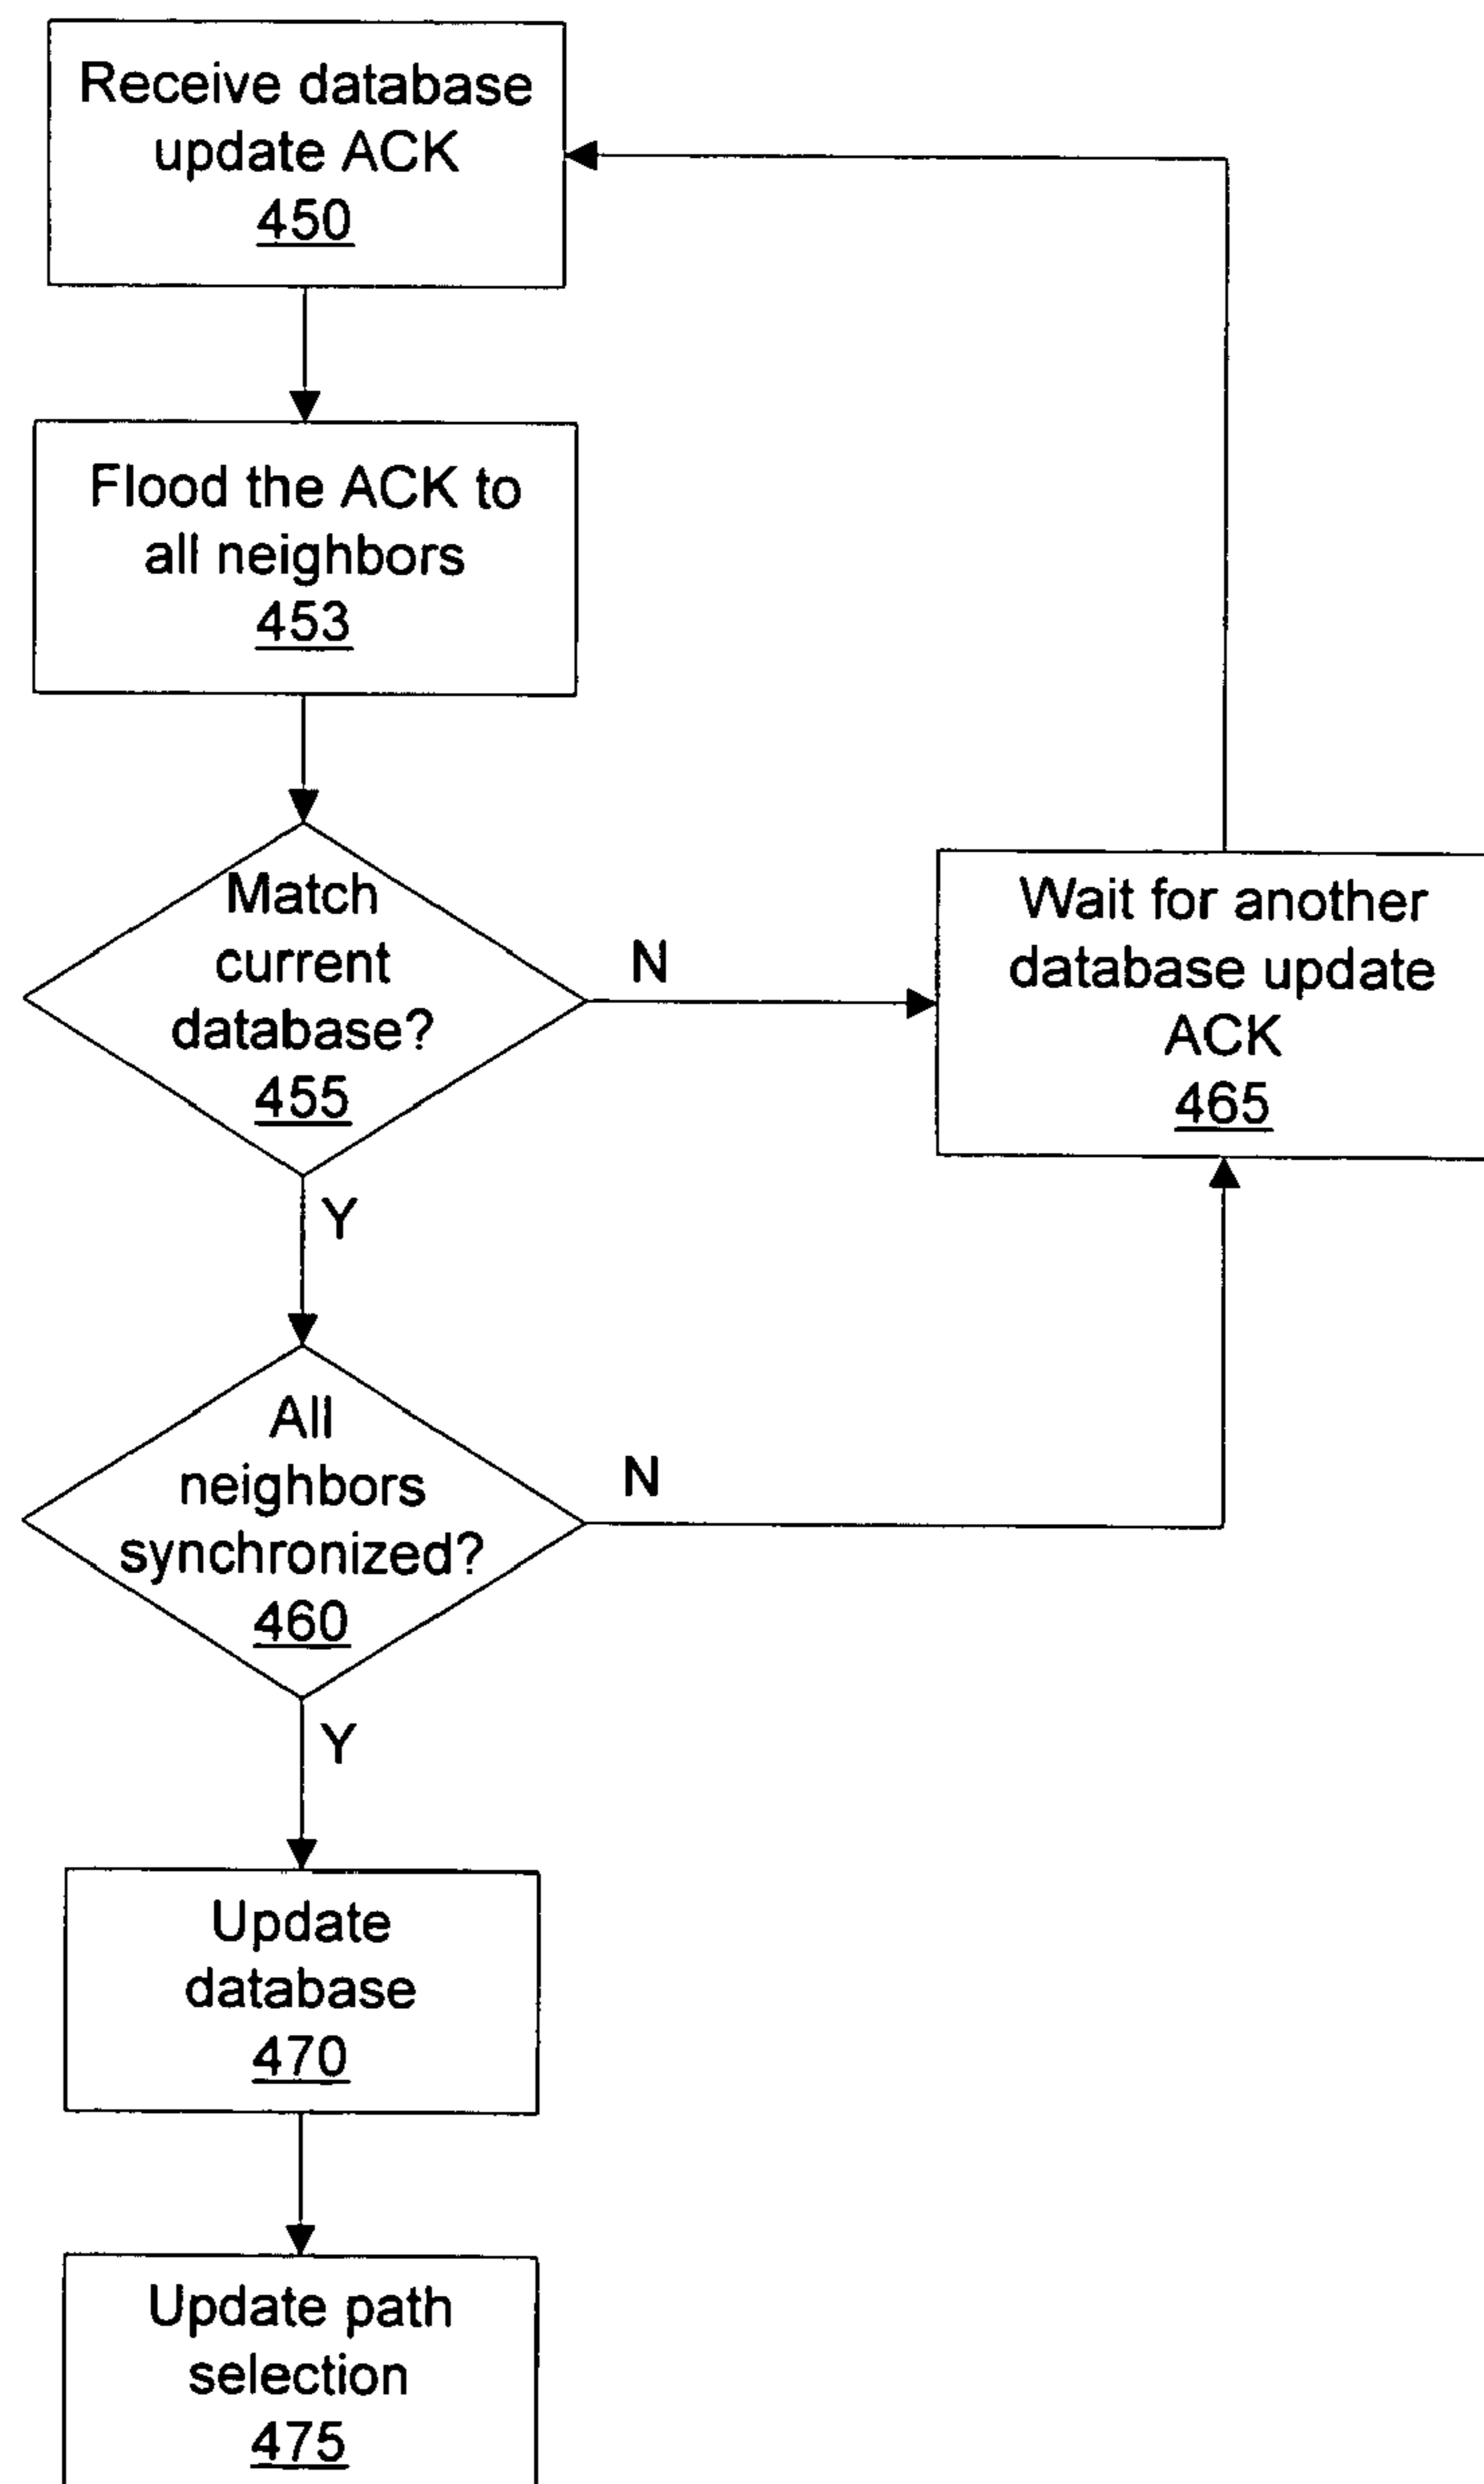 Receive database
update ACK
450
Flood the ACK to
all neighbors
453
Match
current
database?
455
N
Wait for another
database update
ACK
465
Y
All
neighbors
synchronized?
460
N
Y
Update
database
470
Update path
selection
475